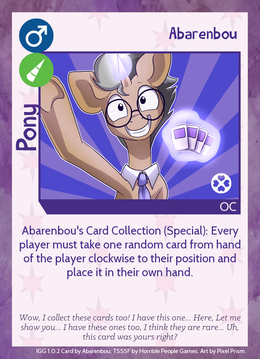 Abarenbou
Pony
OC
Abarenbou's Card Collection (Special): Every
player must take one random card from hand
of the player clockwise to their position and
place it in their own hand.
Wow, I collect these cards too! I have this one... Here, Let me
show you... I have these ones too, I think they are rare... Uh,
this card was yours right?
IGG 1.0.2 Card by Abarenbou; TSSSF by Horrible People Games. Art by Pixel Prism.